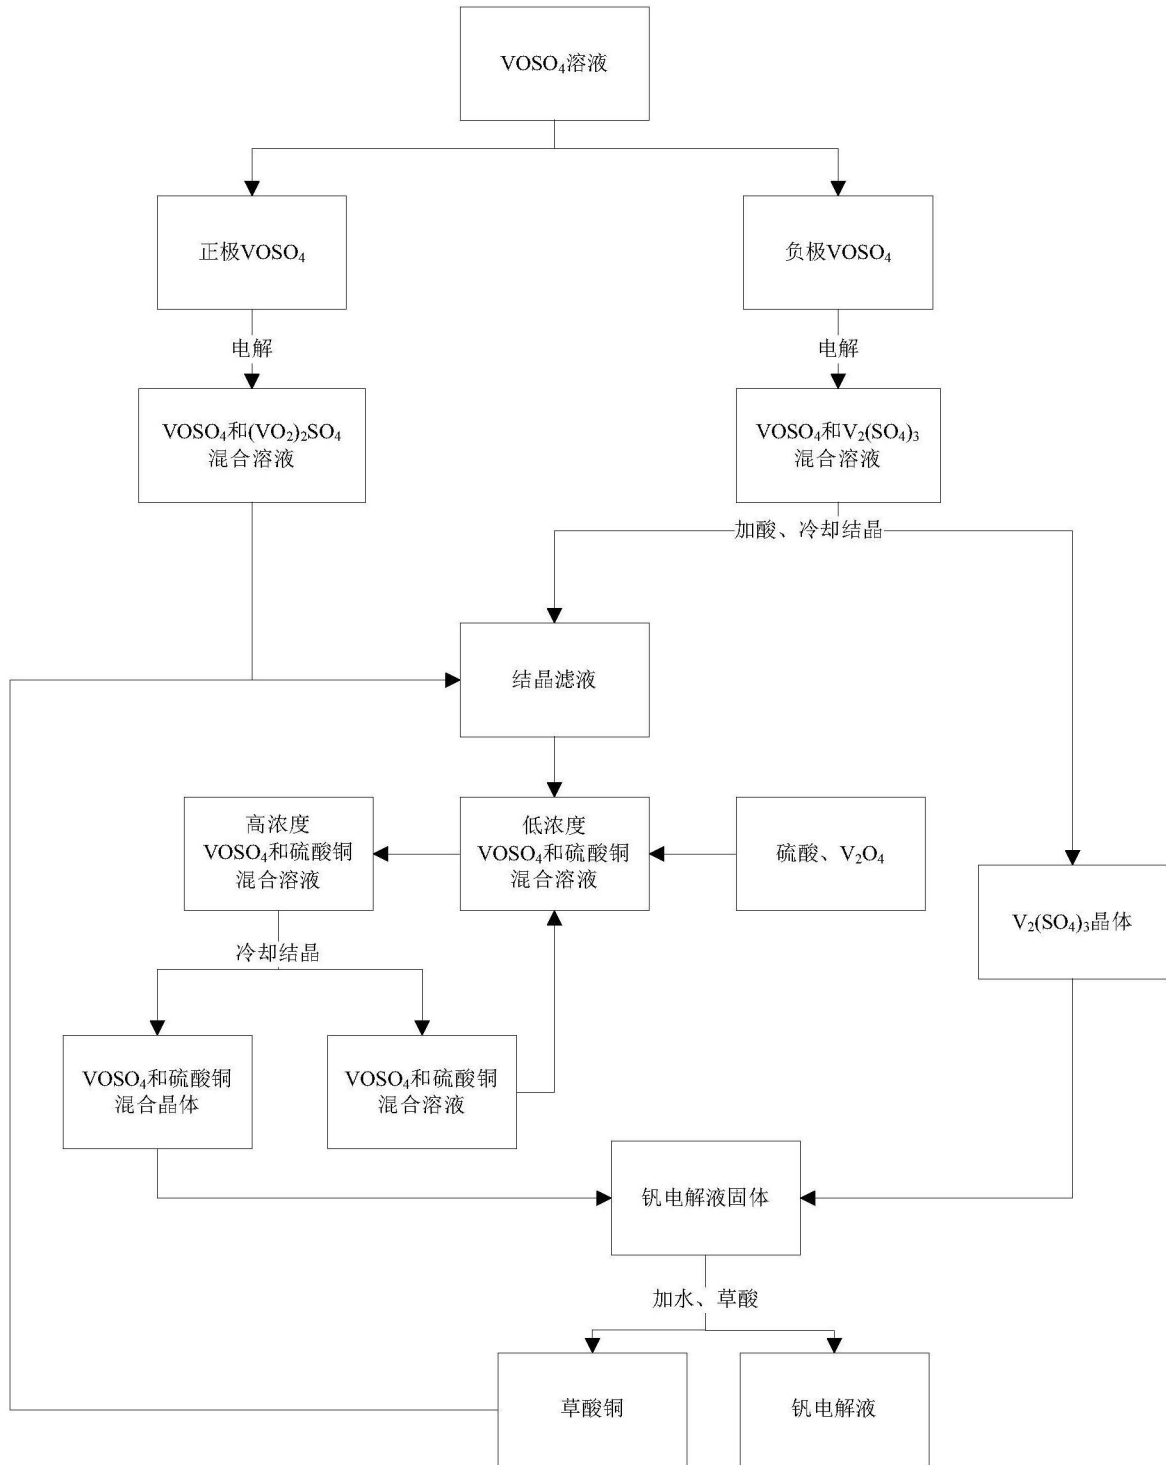 VOSO₄溶液
正极VOSO₄
负极VOSO₄
电解
电解
VOSO₄和(VO₂)₂SO₄
混合溶液
VOSO₄和V₂(SO₄)₃
混合溶液
加酸、冷却结晶
结晶滤液
高浓度
VOSO₄和硫酸铜
混合溶液
低浓度
VOSO₄和硫酸铜
混合溶液
硫酸、V₂O₄
V₂(SO₄)₃晶体
冷却结晶
VOSO₄和硫酸铜
混合晶体
VOSO₄和硫酸铜
混合溶液
钒电解液固体
加水、草酸
草酸铜
钒电解液